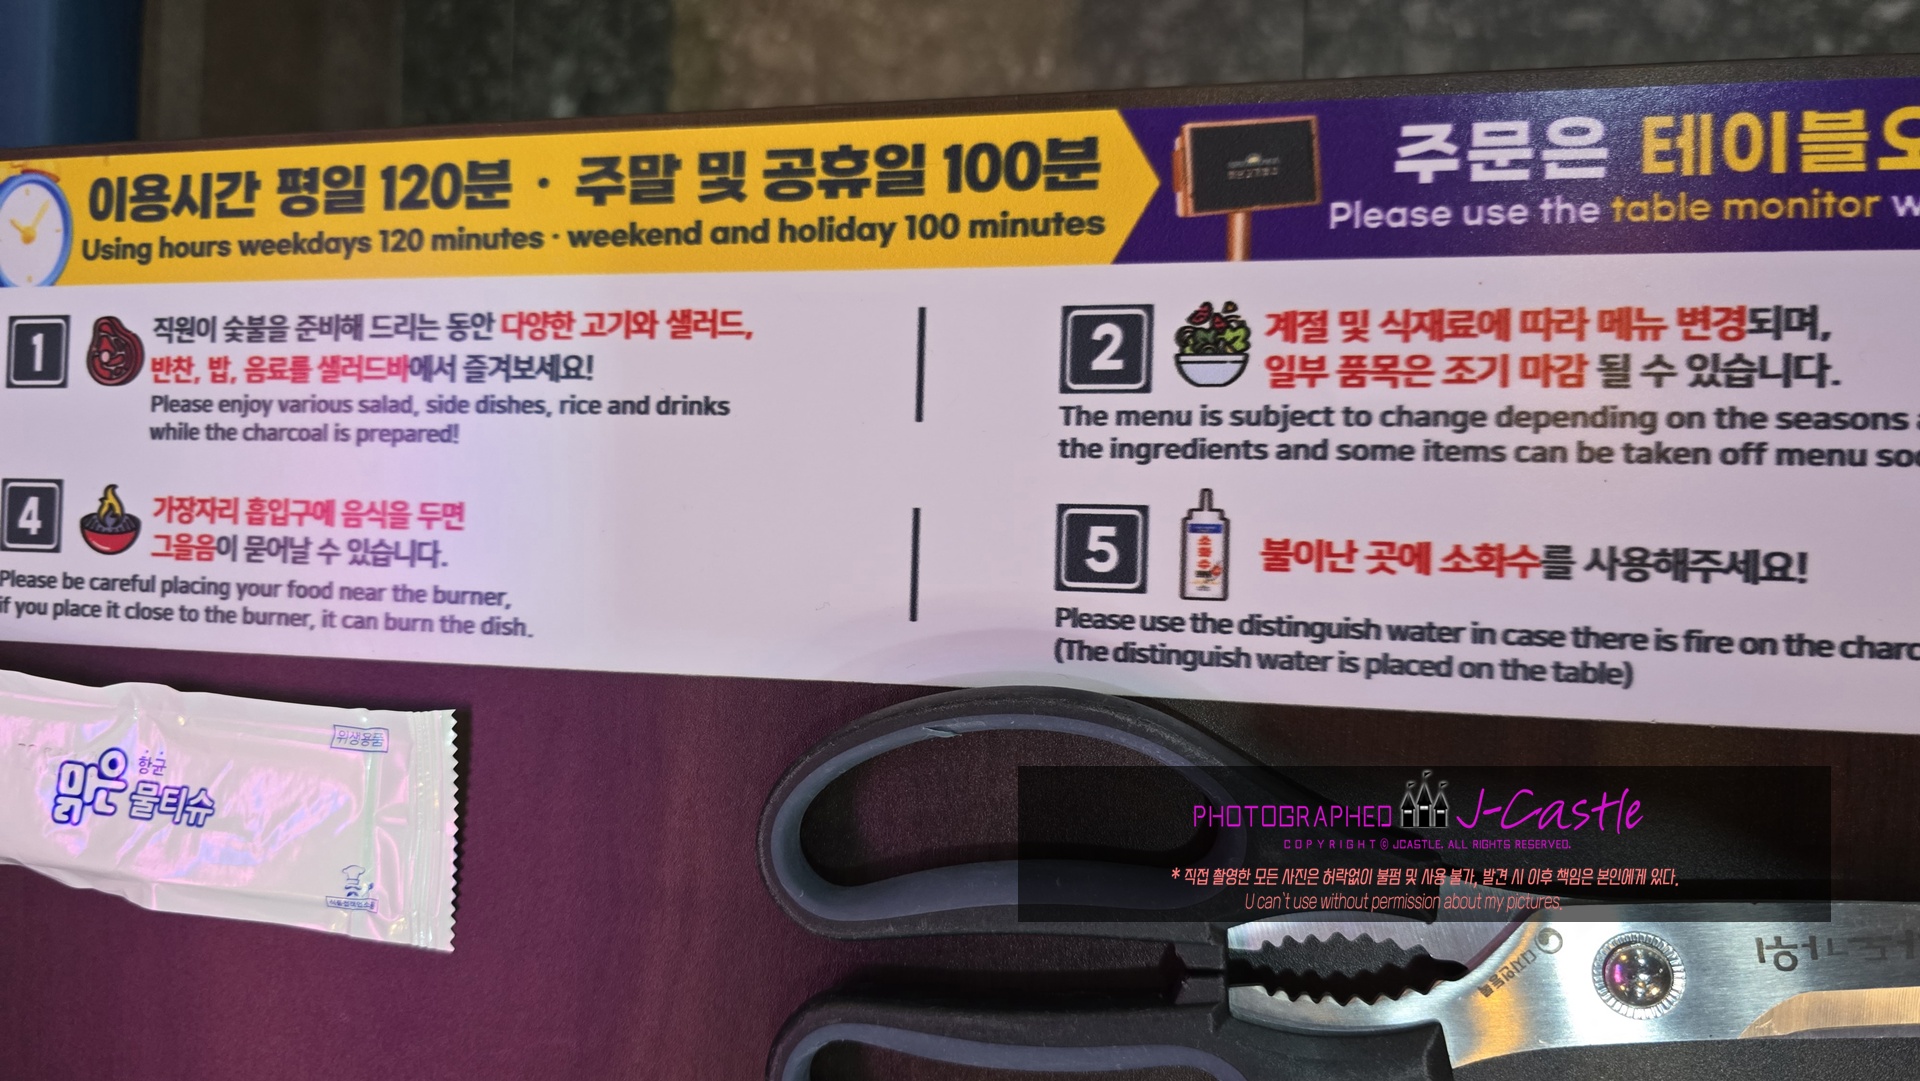 이용시간 평일 120분 · 주말 및 공휴일 100분
Using hours weekdays 120 minutes · weekend and holiday 100 minutes
주문은 테이블오
Please use the table monitor w
1
직원이 숯불을 준비해 드리는 동안 다양한 고기와 샐러드,
반찬, 밥, 음료를 샐러드바에서 즐겨보세요!
Please enjoy various salad, side dishes, rice and drinks
while the charcoal is prepared!
2
계절 및 식재료에 따라 메뉴 변경되며,
일부 품목은 조기 마감 될 수 있습니다.
The menu is subject to change depending on the seasons
the ingredients and some items can be taken off menu
4
가장자리 흡입구에 음식을 두면
그을음이 묻어날 수 있습니다.
Please be careful placing your food near the burner,
if you place it close to the burner, it can burn the dish.
5
소화수
불이난 곳에 소화수를 사용해주세요!
Please use the distinguish water in case there is fire on the charc
(The distinguish water is placed on the table)
위생용품
맑은 항균
물티슈
PHOTOGRAPHED J-Castle
COPYRIGHT © JCASTLE. ALL RIGHTS RESERVED.
* 직접 촬영한 모든 사진은 허락없이 불펌 및 사용 불가, 발견 시 이후 책임은 본인에게 있다.
U can't use without permission about my pictures.